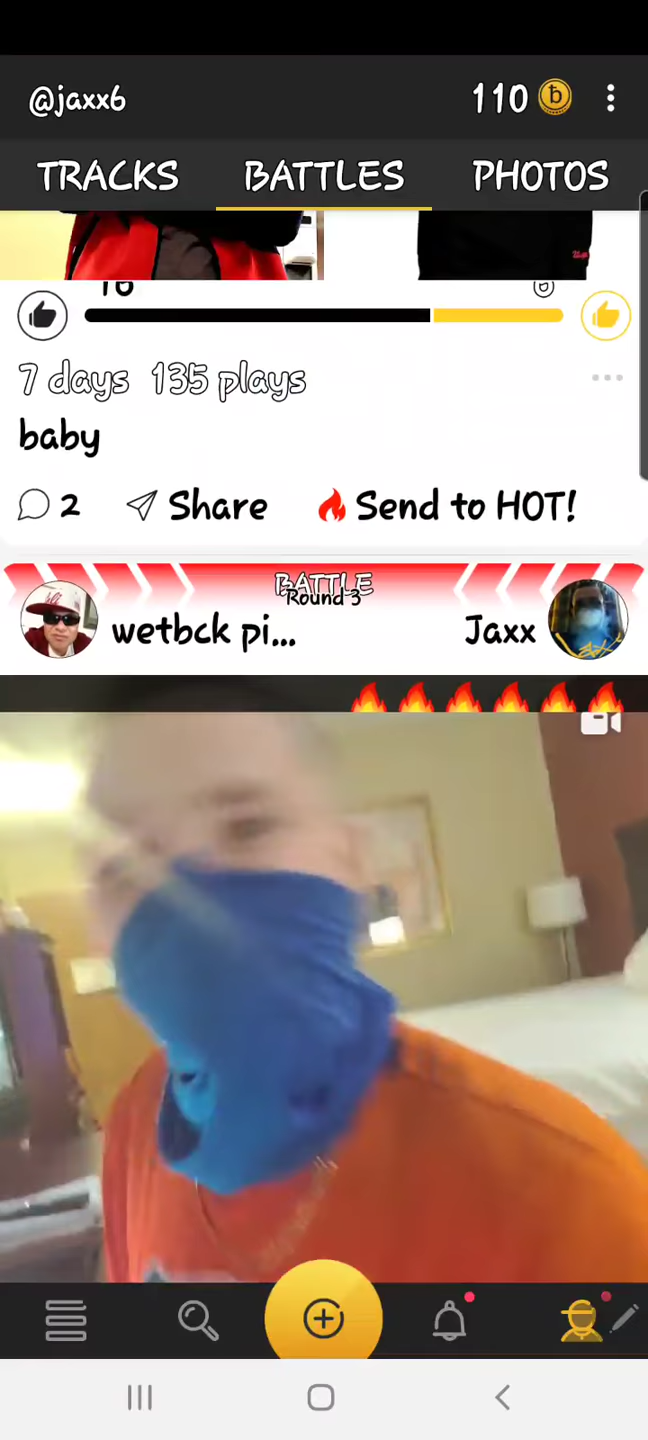 @jaxx6 110
TRACKS BATTLES PHOTOS
7 days 135 plays
baby
2 Share Send to HOT!
BATTLE
Round 3
wetbck pi... Jaxx